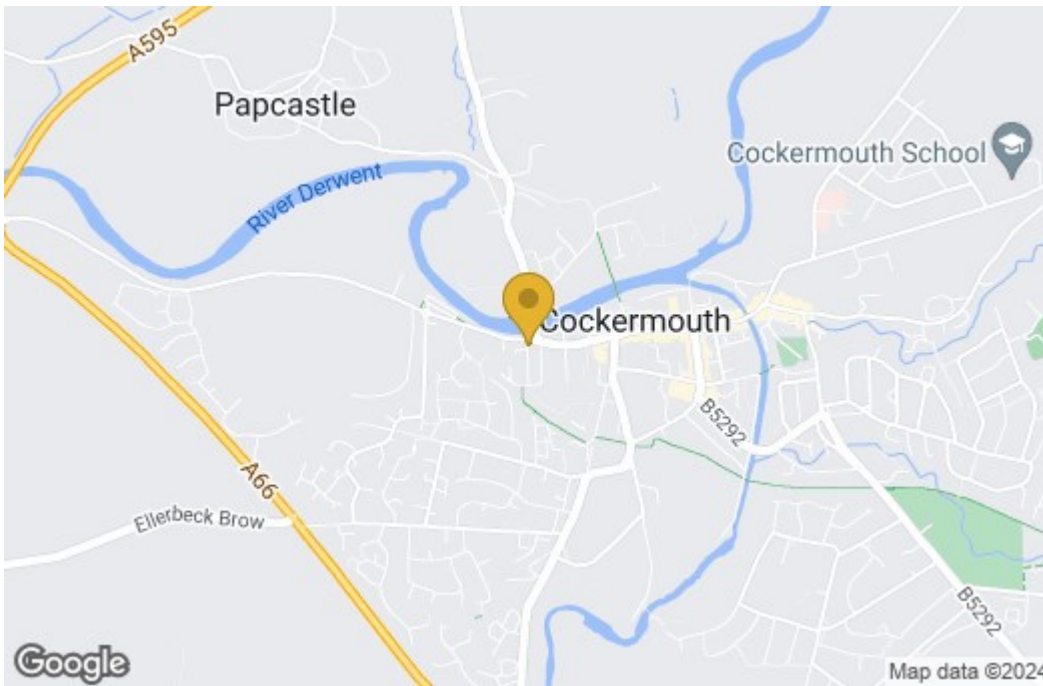 A595
Papcastle
Cockermouth School
River Derwent
Cockermouth
B5292
A66
Ellerbeck Brow
B5292
Google
Map data ©2024